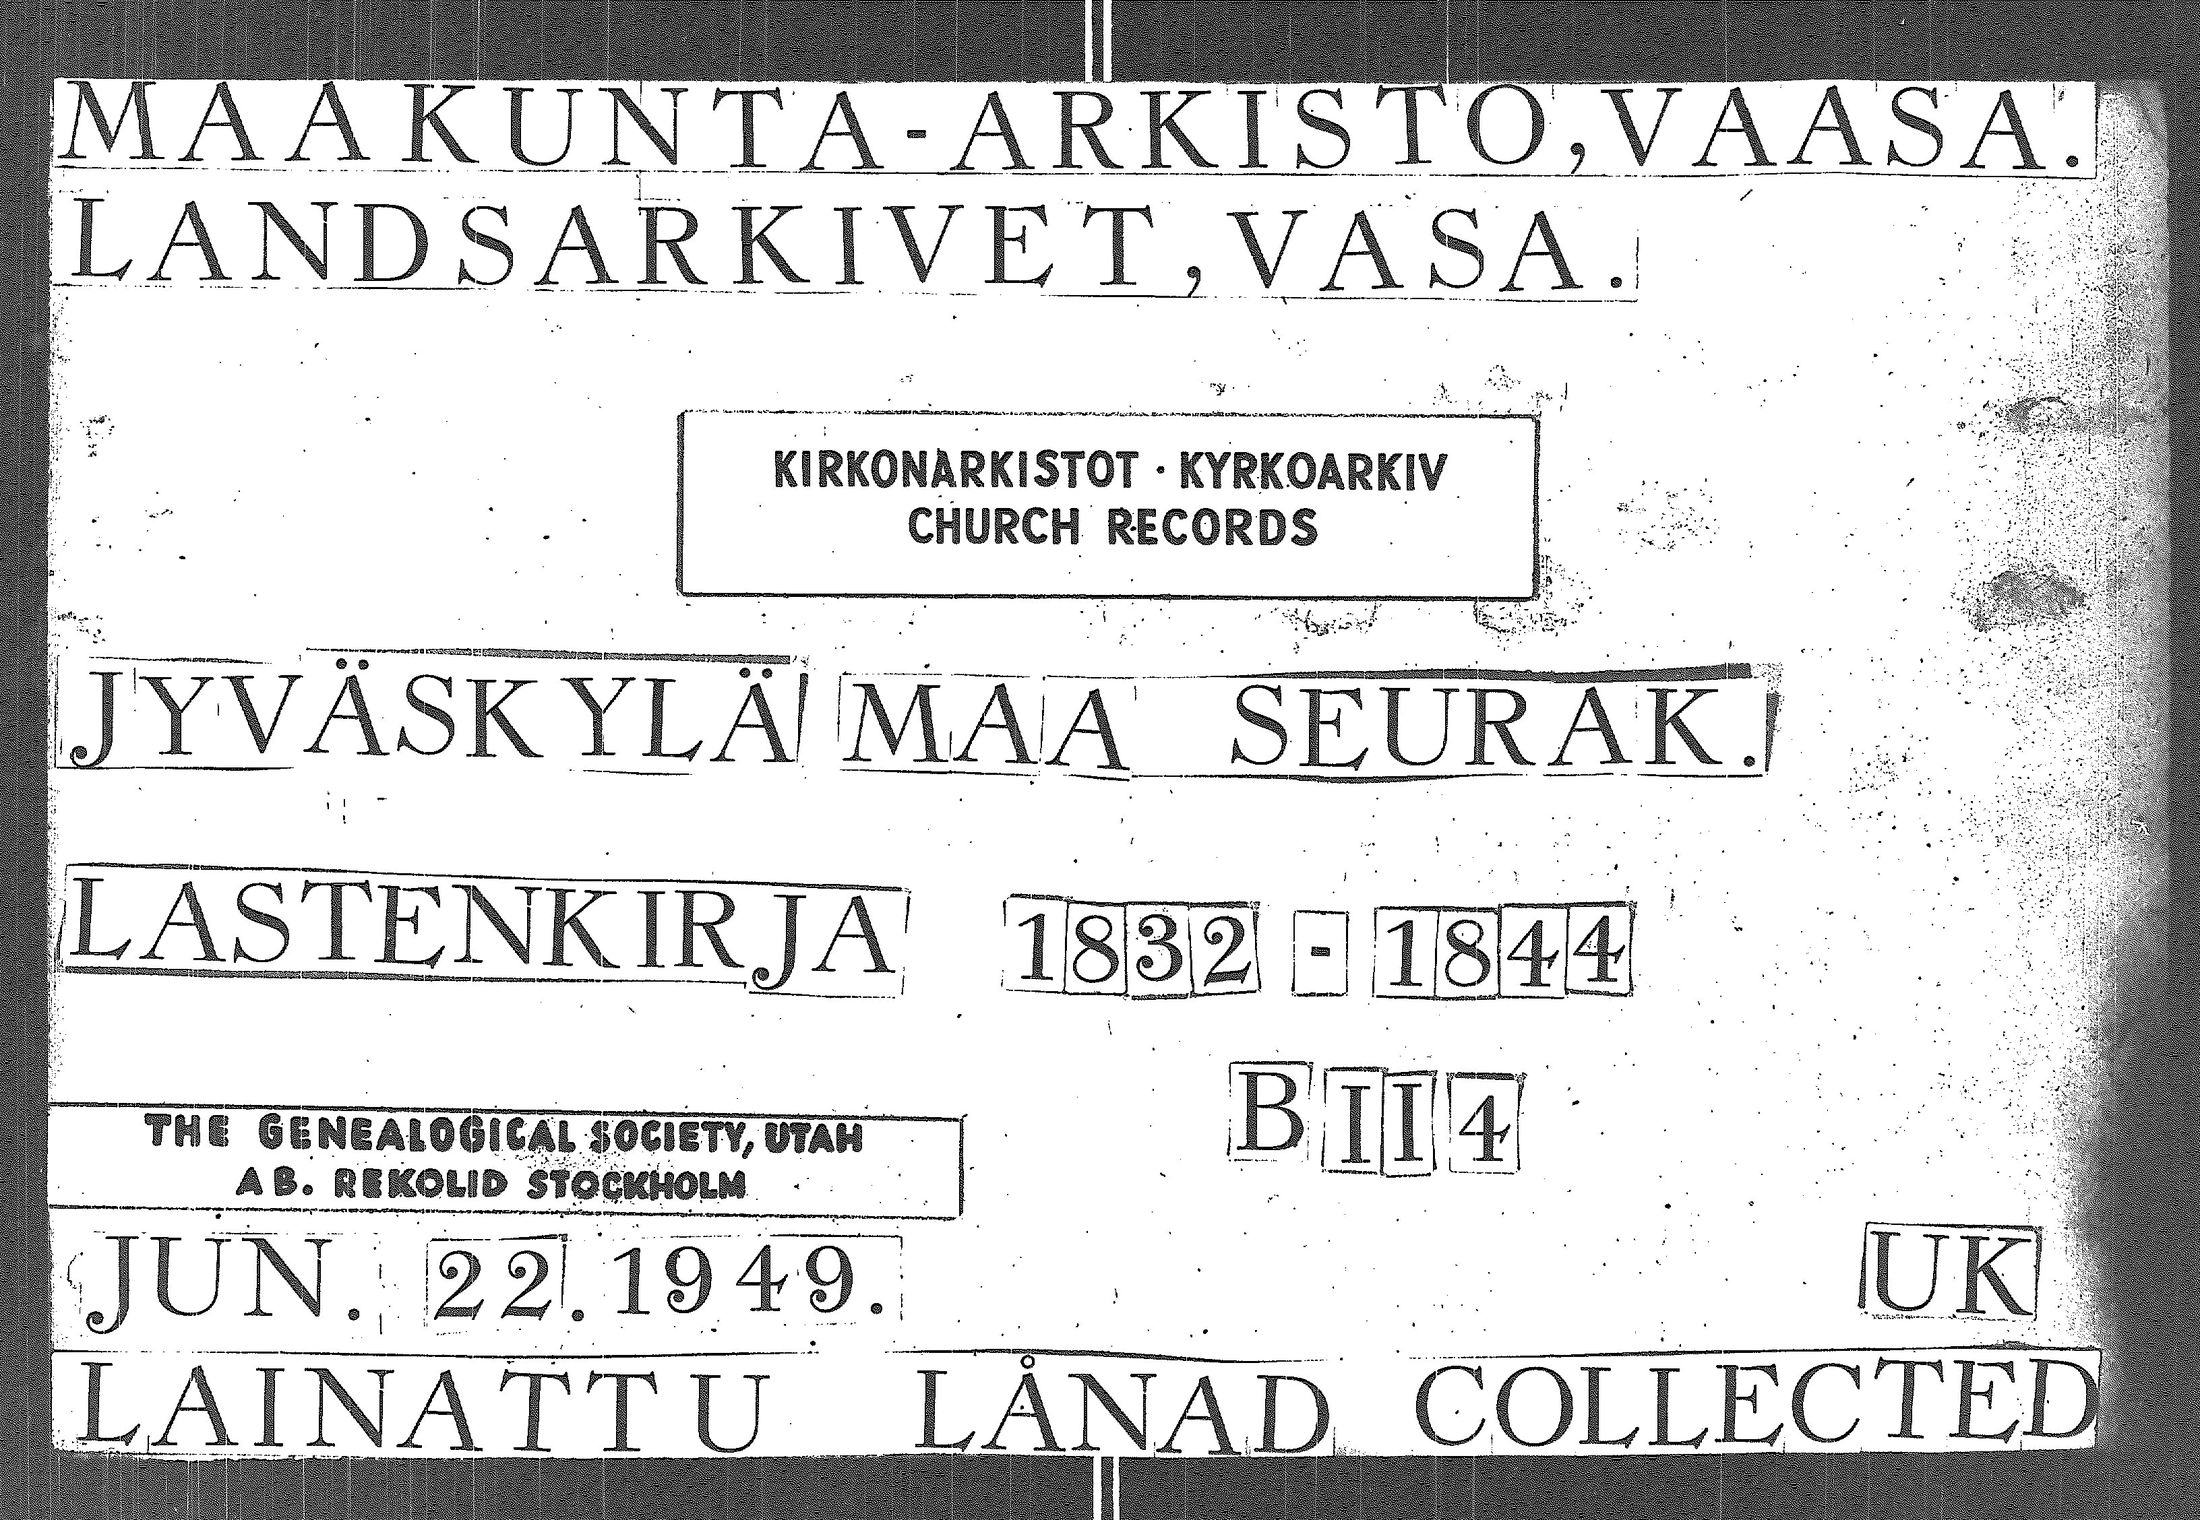 MAAKUNTA-ARKISTO, VAASA.
LANDSARKIVET, VASA.
KIRKONARKISTOT · KYRKOARKIV
CHURCH RECORDS
JYVÄSKYLÄ MAA SEURAK.
LASTENKIRJA 1832 - 1844
B II 4
THE GENEALOGICAL SOCIETY, UTAH
AB. REKOLID STOCKHOLM
JUN. 22. 1949.
UK
LAINATTU LÅNAD COLLECTED